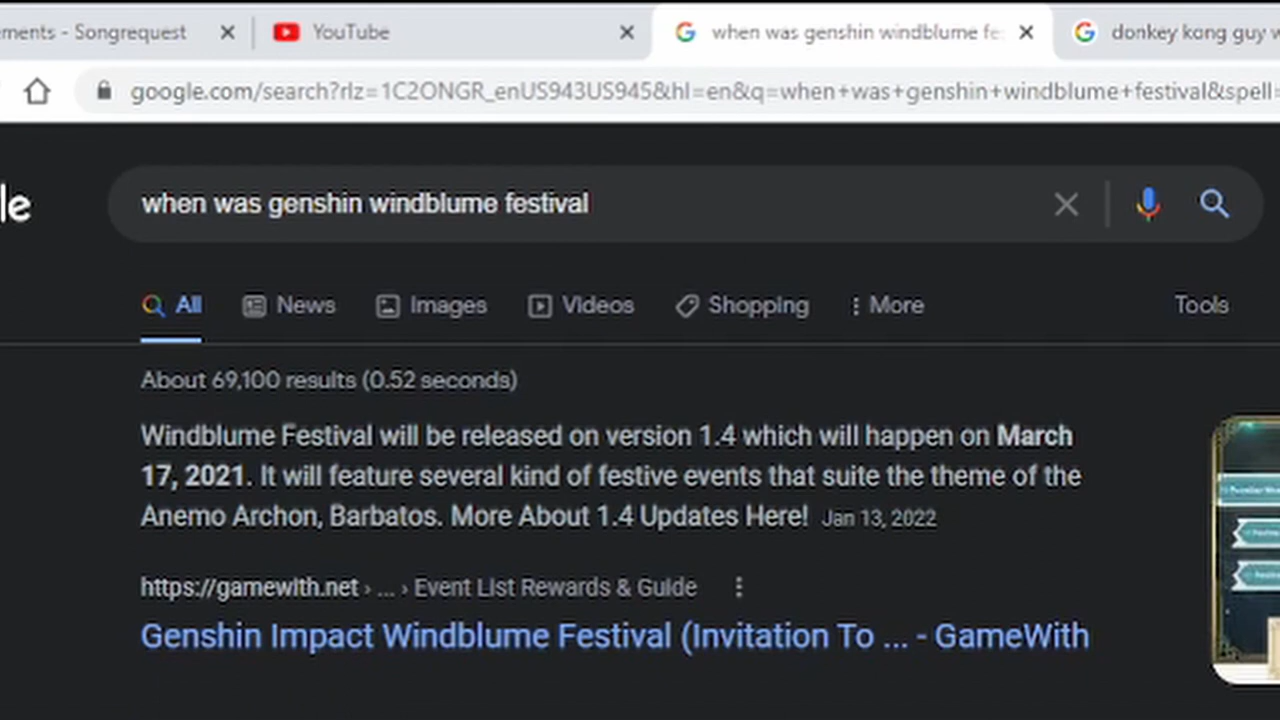 ements - Songrequest
YouTube
when was genshin windblume fe
donkey kong guy w
google.com/search?rlz=1C2ONGR_enUS943US945&hl=en&q=when+was+genshin+windblume+festival&spell=
le
when was genshin windblume festival
All News Images Videos Shopping More Tools
About 69,100 results (0.52 seconds)
Windblume Festival will be released on version 1.4 which will happen on March
17, 2021. It will feature several kind of festive events that suite the theme of the
Anemo Archon, Barbatos. More About 1.4 Updates Here! Jan 13, 2022
https://gamewith.net › ... › Event List Rewards & Guide
Genshin Impact Windblume Festival (Invitation To ... - GameWith